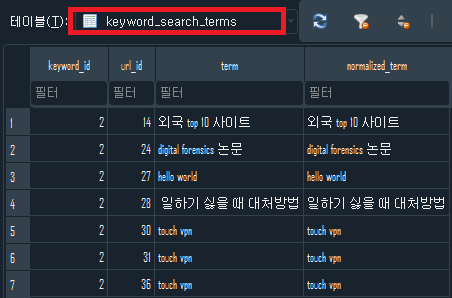 테이블(T): keyword_search_terms
keyword_id url_id term normalized_term
필터 필터 필터 필터
1 2 14 외국 top 10 사이트 외국 top 10 사이트
2 2 24 digital forensics 논문 digital forensics 논문
3 2 27 hello world hello world
4 2 28 일하기 싫을 때 대처방법 일하기 싫을 때 대처방법
5 2 30 touch vpn touch vpn
6 2 31 touch vpn touch vpn
7 2 36 touch vpn touch vpn